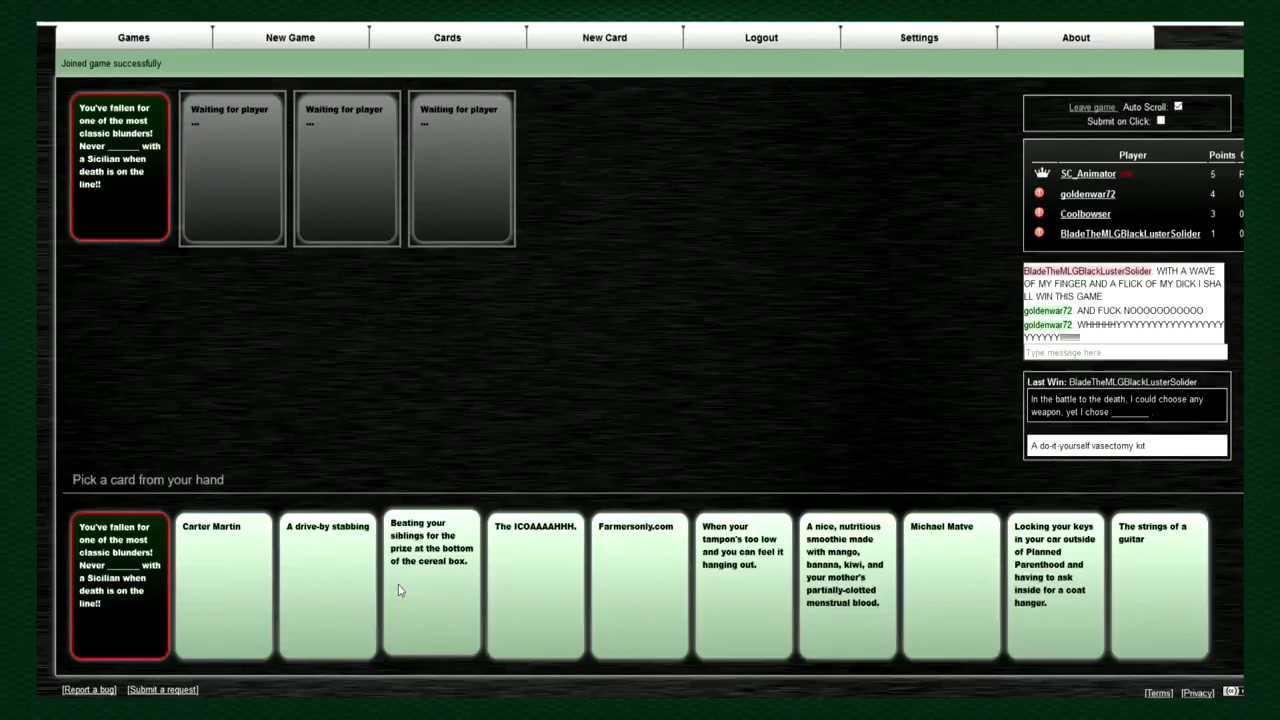 Games
New Game
Cards
New Card
Logout
Settings
About
Joined game successfully
You've fallen for
one of the most
classic blunders!
Never ______ with
a Sicilian when
death is on the
line!!
Waiting for player
...
Waiting for player
...
Waiting for player
...
Leave game Auto Scroll:
Submit on Click:
Player Points
SC_Animator 5
goldenwar72 4 0
Coolbowser 3 0
BladeTheMLGBlackLusterSolider 1 0
BladeTheMLGBlackLusterSolider: WITH A WAVE
OF MY FINGER AND A FLICK OF MY DICK I SHA
LL WIN THIS GAME
goldenwar72: AND FUCK NOOOOOOOOOOO
goldenwar72: WHHHHHYYYYYYYYYYYYYYYYYYY
YYYYYY!!!!!!!!!!
Type message here
Last Win: BladeTheMLGBlackLusterSolider
In the battle to the death, I could choose any
weapon, yet I chose ________ .
A do-it-yourself vasectomy kit
Pick a card from your hand
You've fallen for
one of the most
classic blunders!
Never ______ with
a Sicilian when
death is on the
line!!
Carter Martin
A drive-by stabbing
Beating your
siblings for the
prize at the bottom
of the cereal box.
The ICOAAAAHHH.
Farmersonly.com
When your
tampon's too low
and you can feel it
hanging out.
A nice, nutritious
smoothie made
with mango,
banana, kiwi, and
your mother's
partially-clotted
menstrual blood.
Michael Matve
Locking your keys
in your car outside
of Planned
Parenthood and
having to ask
inside for a coat
hanger.
The strings of a
guitar
[Report a bug] [Submit a request]
[Terms] [Privacy]